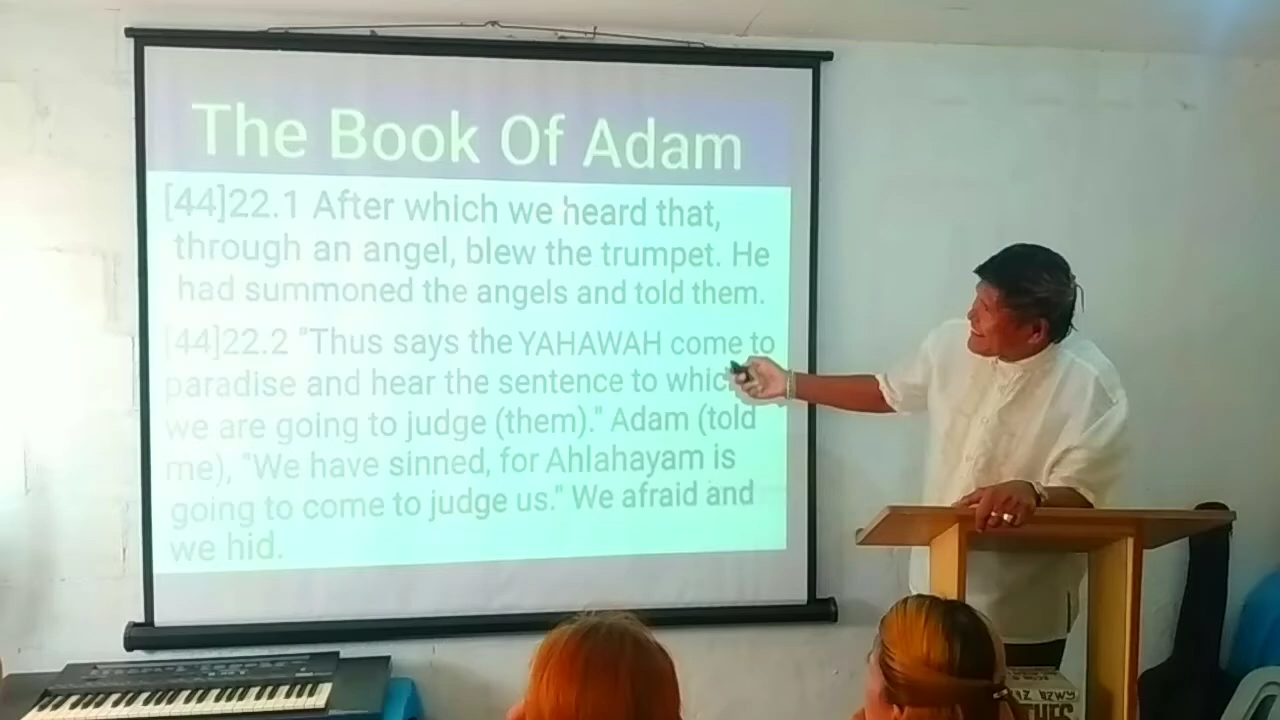 The Book Of Adam
[44]22.1 After which we heard that,
through an angel, blew the trumpet. He
had summoned the angels and told them.
[44]22.2 "Thus says the YAHAWAH come to
paradise and hear the sentence to which
we are going to judge (them)." Adam (told
me), "We have sinned, for Ahlahayam is
going to come to judge us." We afraid and
we hid.